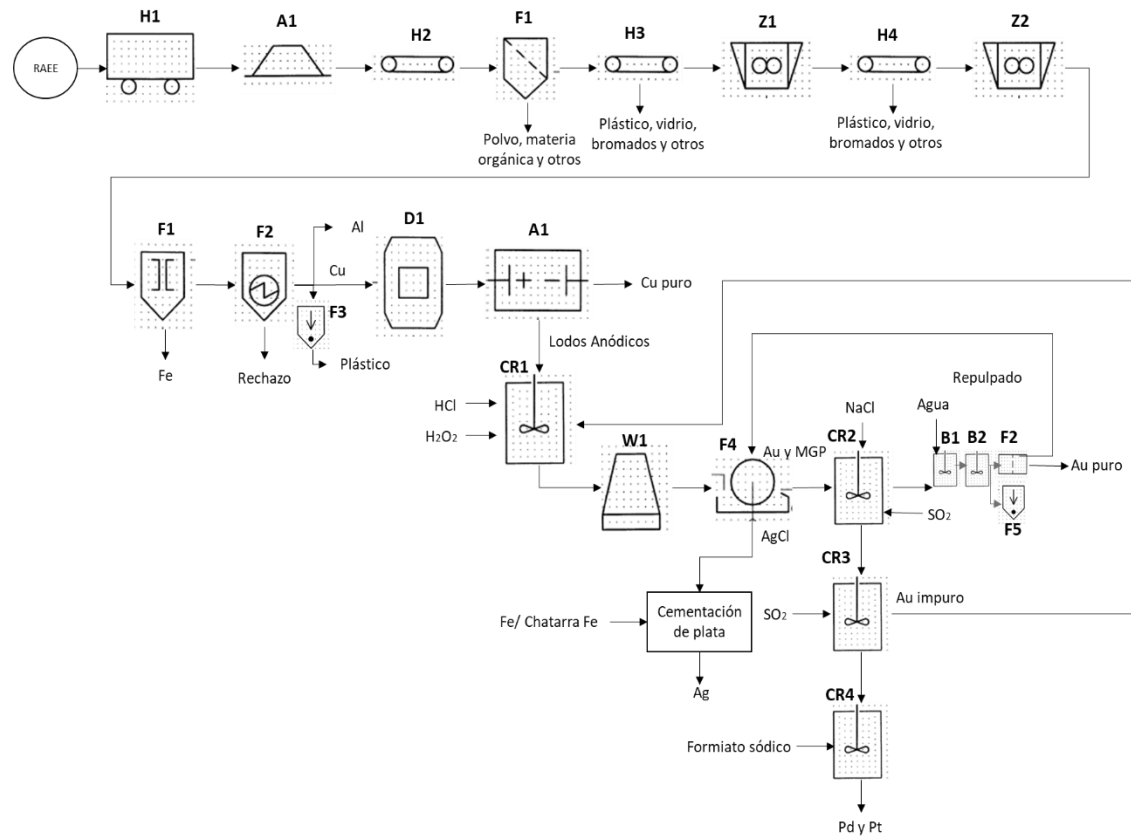 H1
A1
H2
F1
H3
Z1
H4
Z2
RAEE
Polvo, materia
orgánica y otros
Plástico, vidrio,
bromados y otros
Plástico, vidrio,
bromados y otros
F1
F2
Al
Cu
F3
D1
A1
Cu puro
Fe
Rechazo
Plástico
Lodos Anódicos
CR1
HCl
H₂O₂
W1
F4
Au y MGP
NaCl
CR2
Repulpado
Agua
B1
B2
F2
Au puro
SO₂
F5
AgCl
CR3
Fe/ Chatarra Fe
Cementación
de plata
SO₂
Au impuro
Ag
CR4
Formiato sódico
Pd y Pt